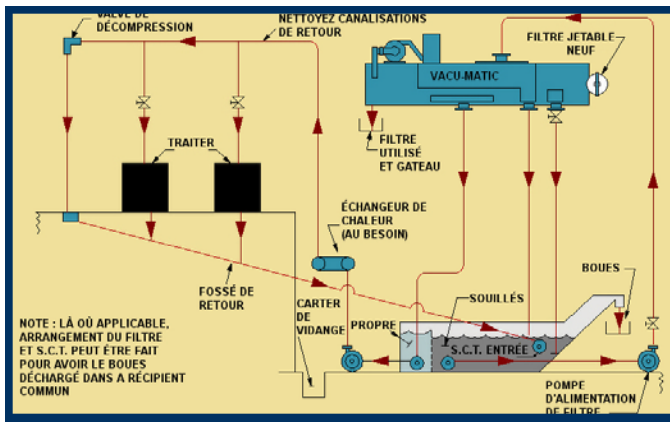 VALVE DE
DÉCOMPRESSION
NETTOYEZ CANALISATIONS
DE RETOUR
FILTRE JETABLE
NEUF
VACU-MATIC
TRAITER
FILTRE
UTILISÉ
ET GATEAU
ÉCHANGEUR DE
CHALEUR
(AU BESOIN)
FOSSÉ DE
RETOUR
CARTER
DE
VIDANGE
PROPRE
SOUILLÉS
BOUES
S.C.T. ENTRÉE
NOTE : LÀ OÙ APPLICABLE,
ARRANGEMENT DU FILTRE
ET S.C.T. PEUT ÉTRE FAIT
POUR AVOIR LE BOUES
DÉCHARGÉ DANS A RÉCIPIENT
COMMUN
POMPE
D'ALIMENTATION
DE FILTRE